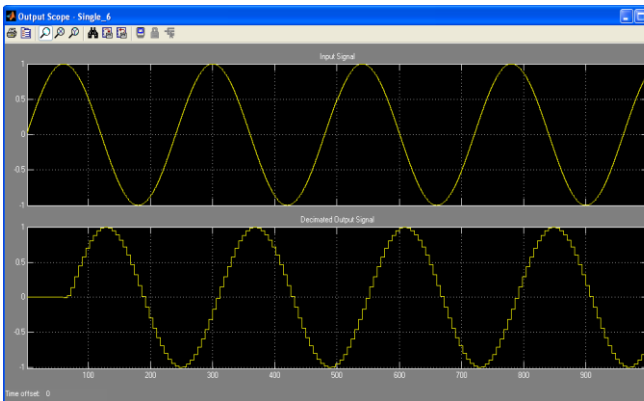 Output Scope - Single_6
Input Signal
1
0.5
0
-0.5
-1
Decimated Output Signal
1
0.5
0
-0.5
-1
100 200 300 400 500 600 700 800 900
Time offset: 0